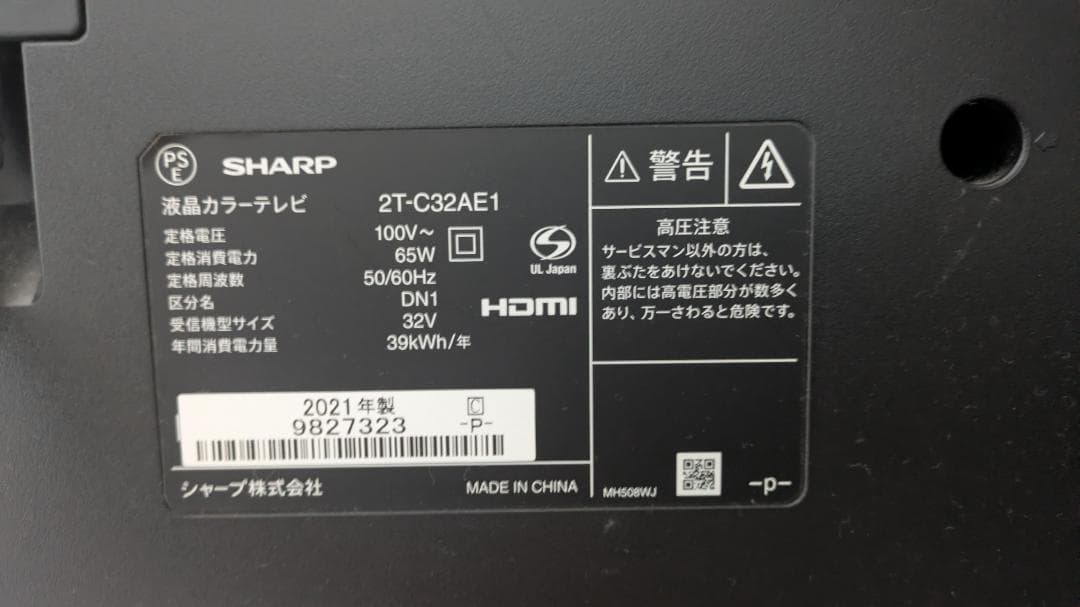 PSE
SHARP
液晶カラーテレビ 2T-C32AE1
定格電圧 100V～
定格消費電力 65W
定格周波数 50/60Hz
区分名 DN1
受信機型サイズ 32V
年間消費電力量 39kWh/年
UL Japan
HDMI
2021年製 C
9827323 -P-
シャープ株式会社 MADE IN CHINA
警告
高圧注意
サービスマン以外の方は、
裏ぶたをあけないでください。
内部には高電圧部分が数多く
あり、万一さわると危険です。
MH508WJ -p-